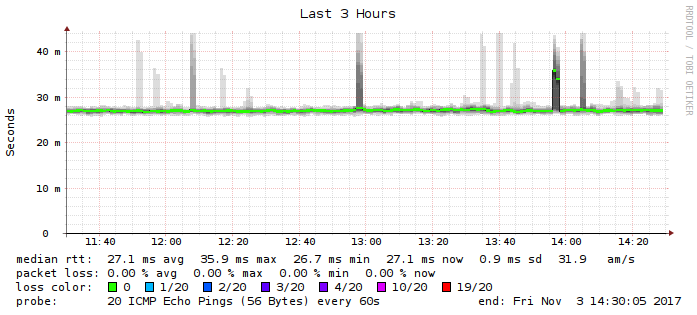 Last 3 Hours
RRDTOOL / TOBI OETIKER
Seconds
40 m
30 m
20 m
10 m
0
11:40 12:00 12:20 12:40 13:00 13:20 13:40 14:00 14:20
median rtt: 27.1 ms avg 35.9 ms max 26.7 ms min 27.1 ms now 0.9 ms sd 31.9 am/s
packet loss: 0.00 % avg 0.00 % max 0.00 % min 0.00 % now
loss color: 0 1/20 2/20 3/20 4/20 10/20 19/20
probe: 20 ICMP Echo Pings (56 Bytes) every 60s end: Fri Nov 3 14:30:05 2017